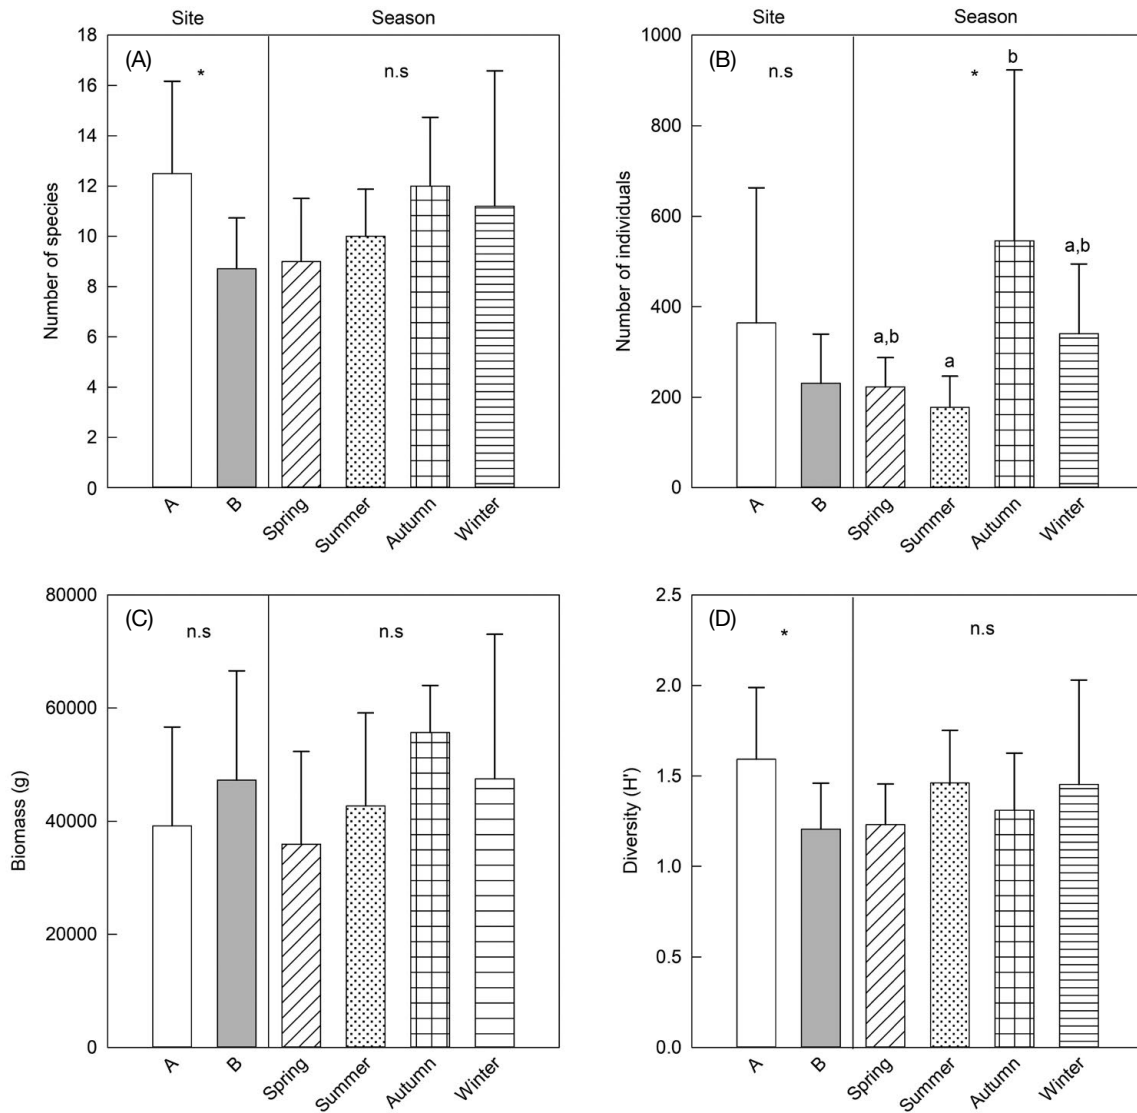 Site Season
(A)
* n.s
Number of species
18
16
14
12
10
8
6
4
2
0
A B Spring Summer Autumn Winter
Site Season
(B)
n.s * b
a,b a a,b
Number of individuals
1000
800
600
400
200
0
A B Spring Summer Autumn Winter
(C)
n.s n.s
Biomass (g)
80000
60000
40000
20000
0
A B Spring Summer Autumn Winter
(D)
* n.s
Diversity (H')
2.5
2.0
1.5
1.0
0.5
0.0
A B Spring Summer Autumn Winter